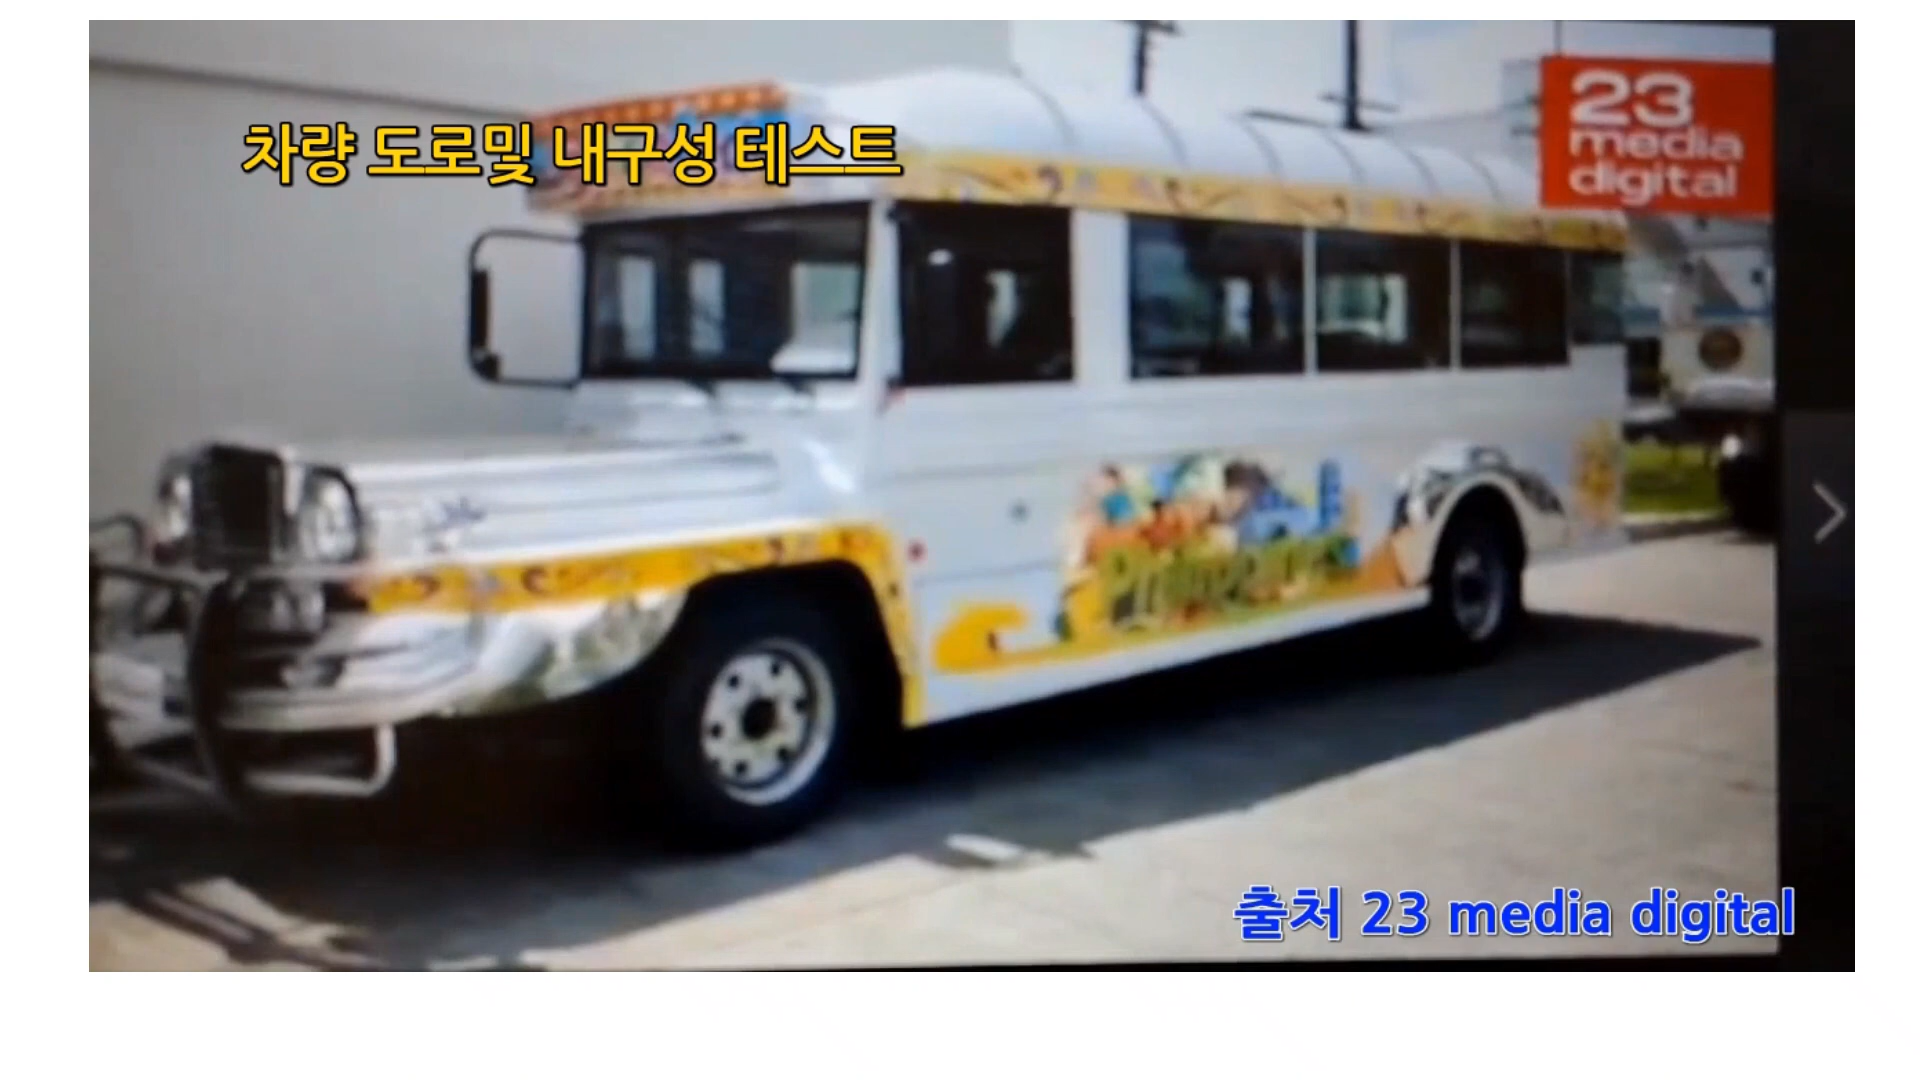 차량 도로및 내구성 테스트
23
media
digital
Philippines
출처 23 media digital